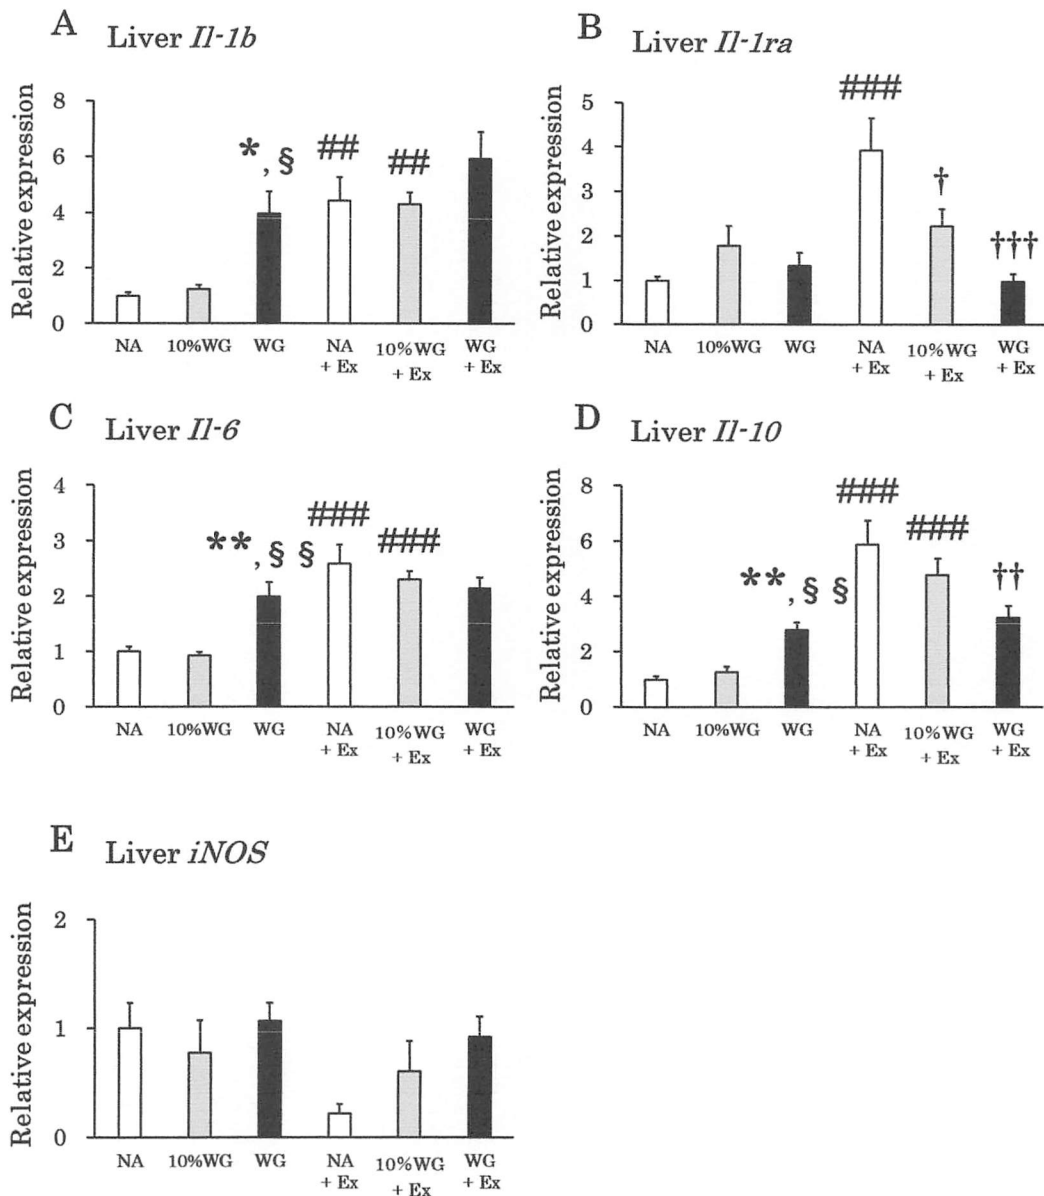 A Liver Il-1b
Relative expression
8
6
4
2
0
*, §
##
##
NA 10%WG WG NA + Ex 10%WG + Ex WG + Ex
B Liver Il-1ra
Relative expression
5
4
3
2
1
0
###
†
†††
NA 10%WG WG NA + Ex 10%WG + Ex WG + Ex
C Liver Il-6
Relative expression
4
3
2
1
0
**, § §
###
###
NA 10%WG WG NA + Ex 10%WG + Ex WG + Ex
D Liver Il-10
Relative expression
8
6
4
2
0
**, § §
###
###
††
NA 10%WG WG NA + Ex 10%WG + Ex WG + Ex
E Liver iNOS
Relative expression
2
1
0
NA 10%WG WG NA + Ex 10%WG + Ex WG + Ex